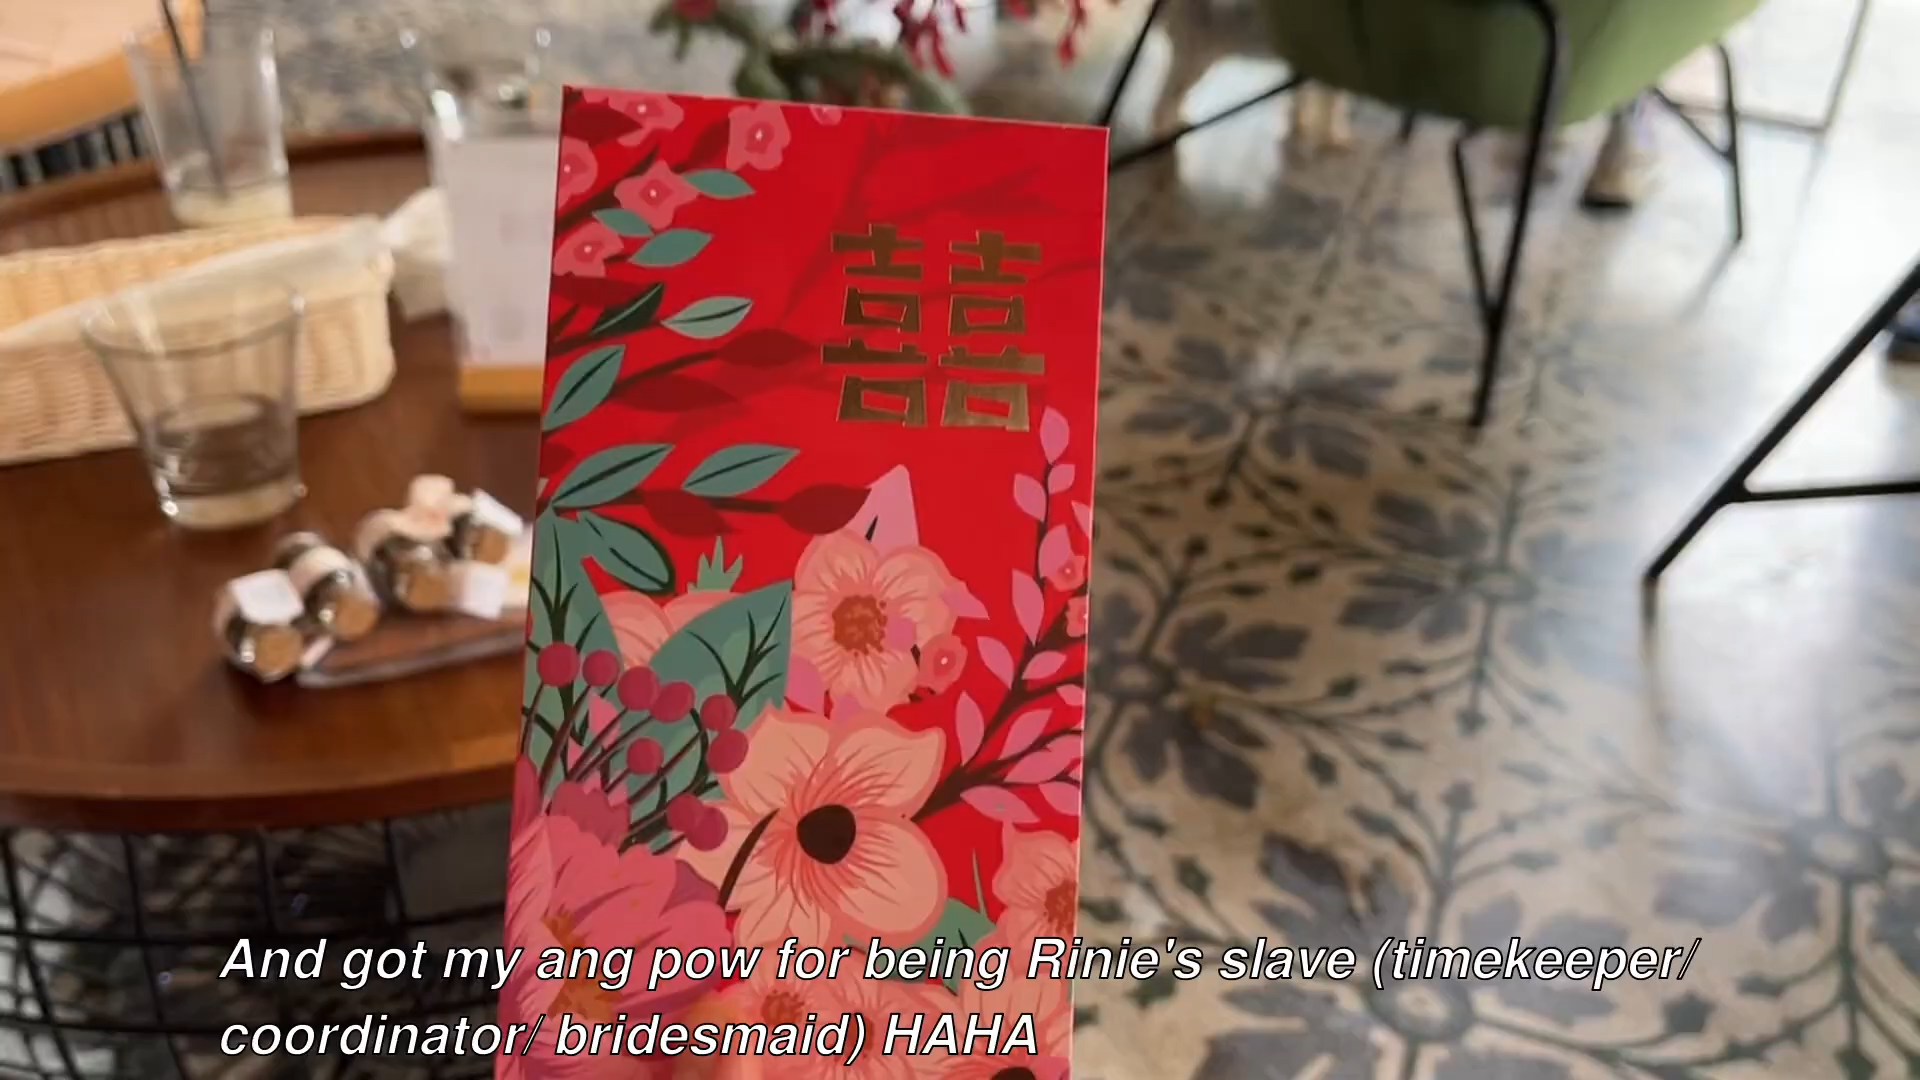 囍
And got my ang pow for being Rinie's slave (timekeeper/
coordinator/ bridesmaid) HAHA